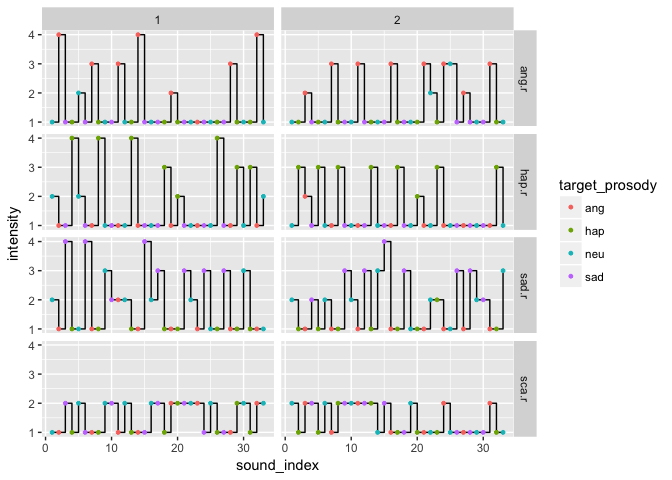 1 2
4
3
2
1
ang.r
4
3
2
1
hap.r
4
3
2
1
sad.r
4
3
2
1
sca.r
0 10 20 30 0 10 20 30
sound_index
intensity
target_prosody
ang
hap
neu
sad